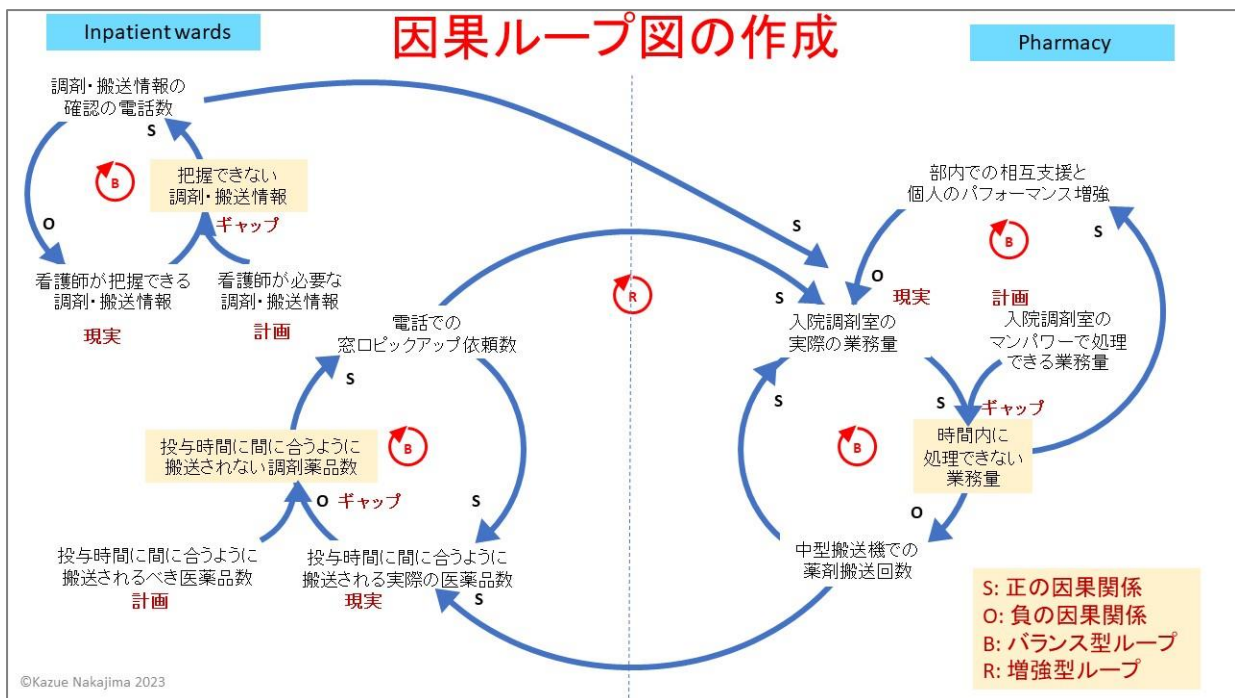 Inpatient wards
因果ループ図の作成
Pharmacy
調剤・搬送情報の
確認の電話数
S
B
把握できない
調剤・搬送情報
ギャップ
O
看護師が把握できる
調剤・搬送情報
現実
看護師が必要な
調剤・搬送情報
計画
S
R
部内での相互支援と
個人のパフォーマンス増強
B
S
O
現実
計画
S
入院調剤室の
実際の業務量
入院調剤室の
マンパワーで処理
できる業務量
電話での
窓口ピックアップ依頼数
S
B
投与時間に間に合うように
搬送されない調剤薬品数
O
ギャップ
S
投与時間に間に合うように
搬送されるべき医薬品数
計画
投与時間に間に合うように
搬送される実際の医薬品数
現実
S
S
B
S
ギャップ
時間内に
処理できない
業務量
O
中型搬送機での
薬剤搬送回数
S: 正の因果関係
O: 負の因果関係
B: バランス型ループ
R: 増強型ループ
©Kazue Nakajima 2023